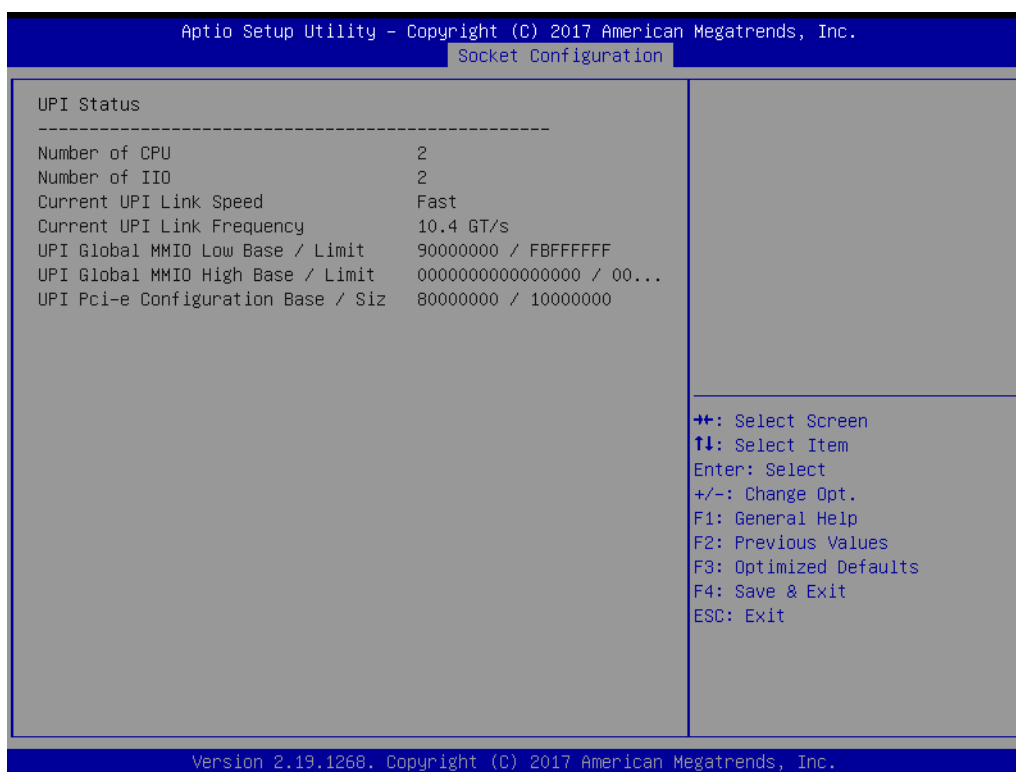 Aptio Setup Utility – Copyright (C) 2017 American Megatrends, Inc.
Socket Configuration
UPI Status
--------------------------------------------------
Number of CPU 2
Number of IIO 2
Current UPI Link Speed Fast
Current UPI Link Frequency 10.4 GT/s
UPI Global MMIO Low Base / Limit 90000000 / FBFFFFFF
UPI Global MMIO High Base / Limit 0000000000000000 / 00...
UPI Pci-e Configuration Base / Siz 80000000 / 10000000
→←: Select Screen
↑↓: Select Item
Enter: Select
+/-: Change Opt.
F1: General Help
F2: Previous Values
F3: Optimized Defaults
F4: Save & Exit
ESC: Exit
Version 2.19.1268. Copyright (C) 2017 American Megatrends, Inc.